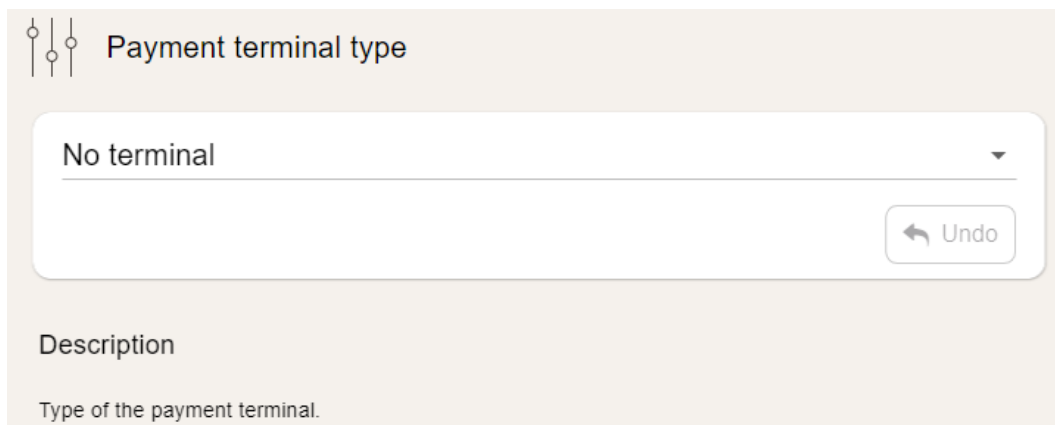 Payment terminal type
No terminal
Undo
Description
Type of the payment terminal.